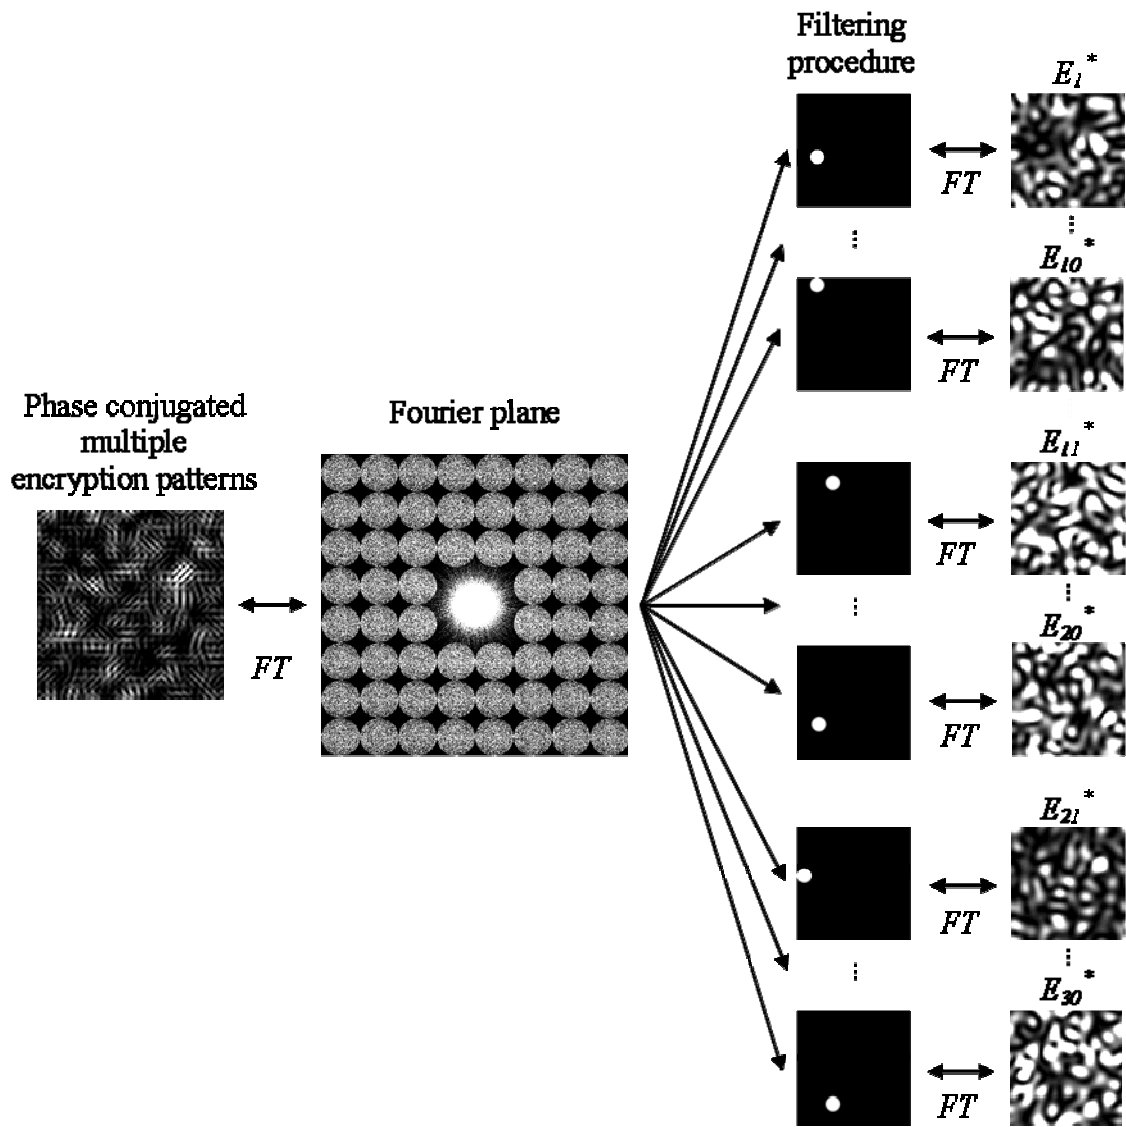 Filtering
procedure
E1*
FT
E10*
FT
Phase conjugated
multiple
encryption patterns
FT
Fourier plane
E11*
FT
E20*
FT
E21*
FT
E30*
FT